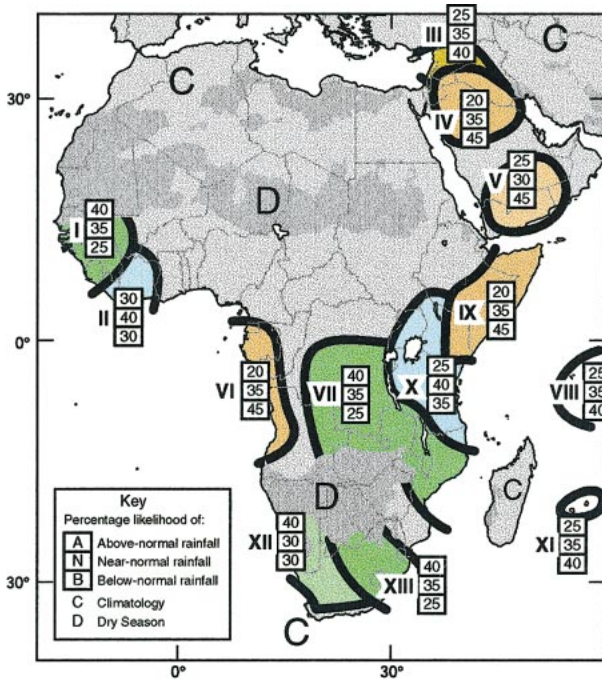 25
III 35
40
C
C
30°
20
IV 35
45
25
V 30
45
D
40
I 35
25
30
II 40
30
20
IX 35
45
0°
25
X 40
35
20
VI 35
45
40
VII 35
25
25
VIII 35
40
C
D
40
XII 30
30
25
XI 35
40
40
XIII 35
25
30°
C
Key
Percentage likelihood of:
A Above-normal rainfall
N Near-normal rainfall
B Below-normal rainfall
C Climatology
D Dry Season
0° 30°